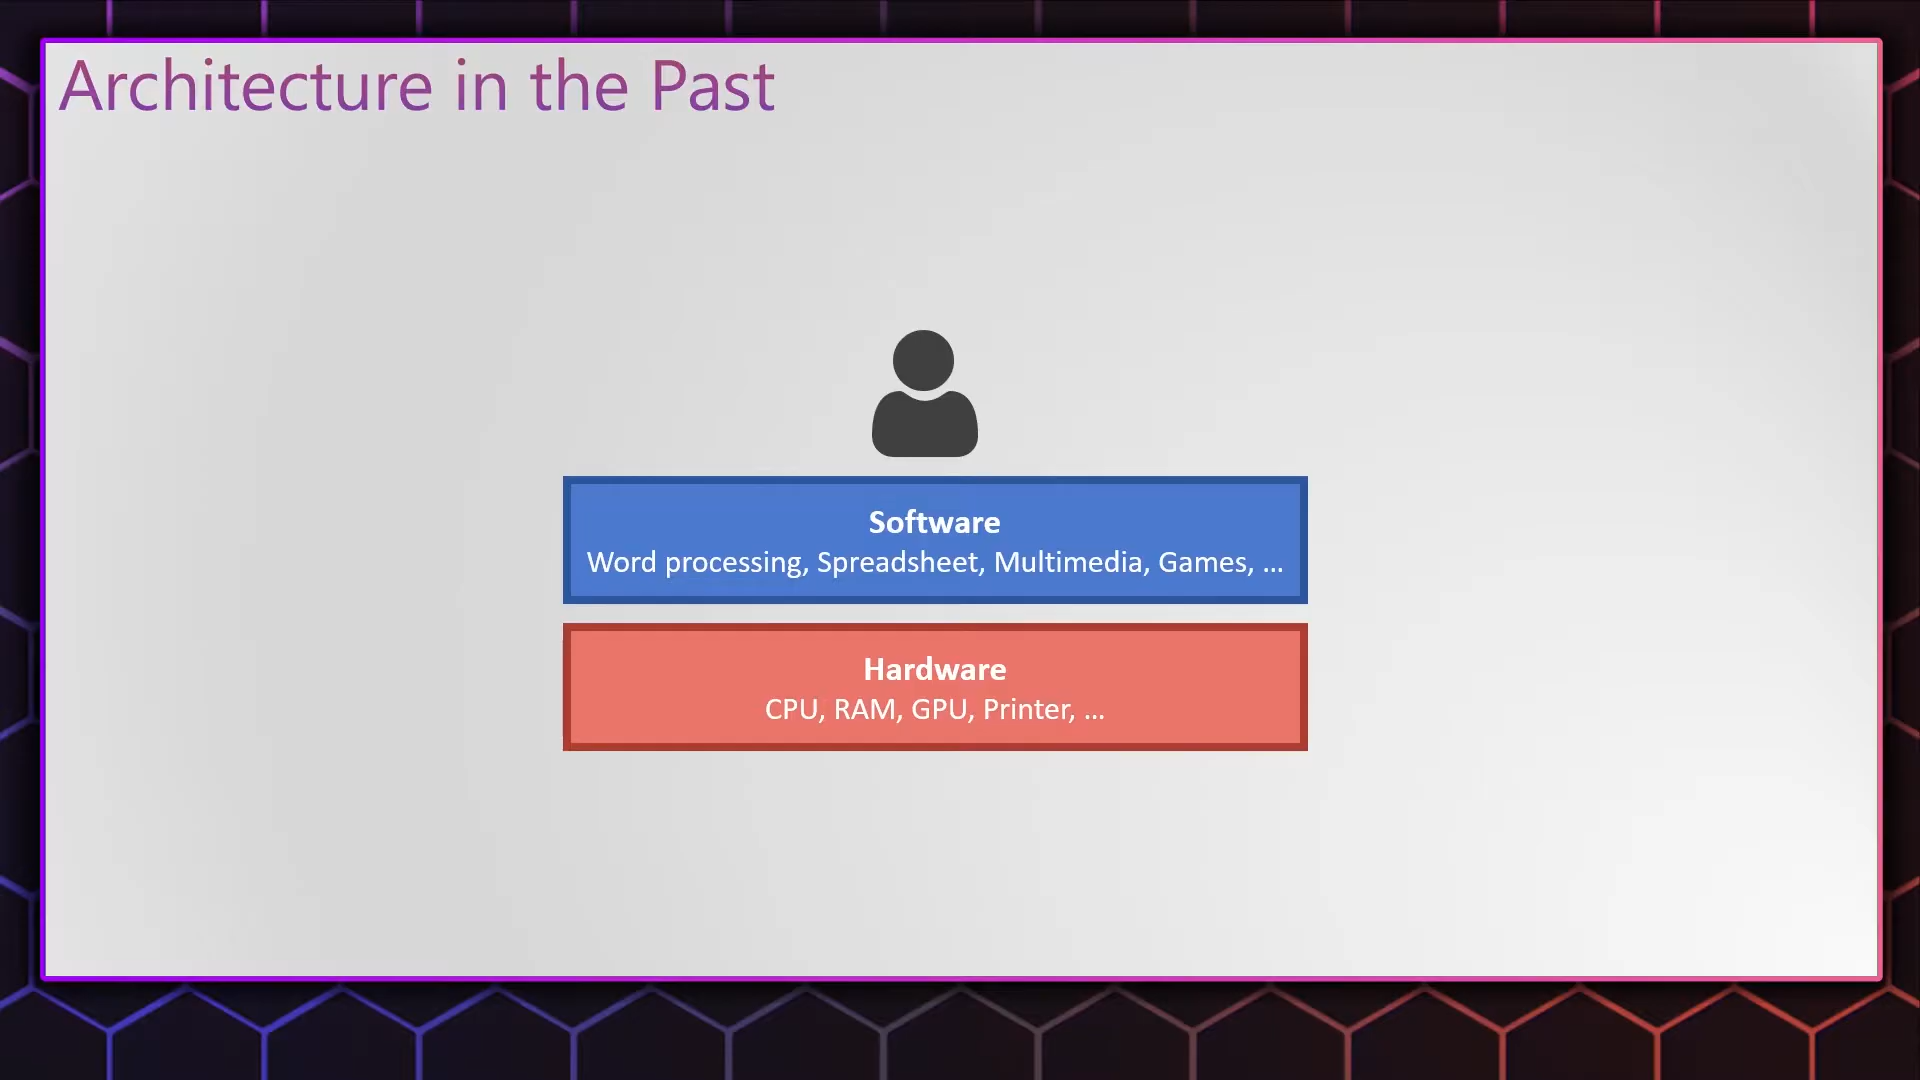 Architecture in the Past
Software
Word processing, Spreadsheet, Multimedia, Games, ...
Hardware
CPU, RAM, GPU, Printer, ...